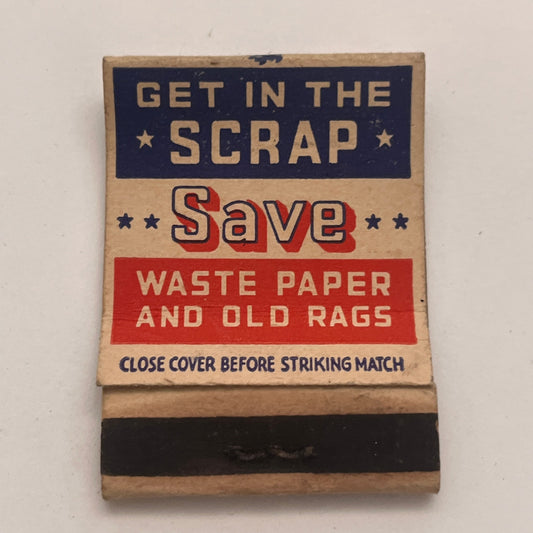 GET IN THE
SCRAP
Save
WASTE PAPER
AND OLD RAGS
CLOSE COVER BEFORE STRIKING MATCH